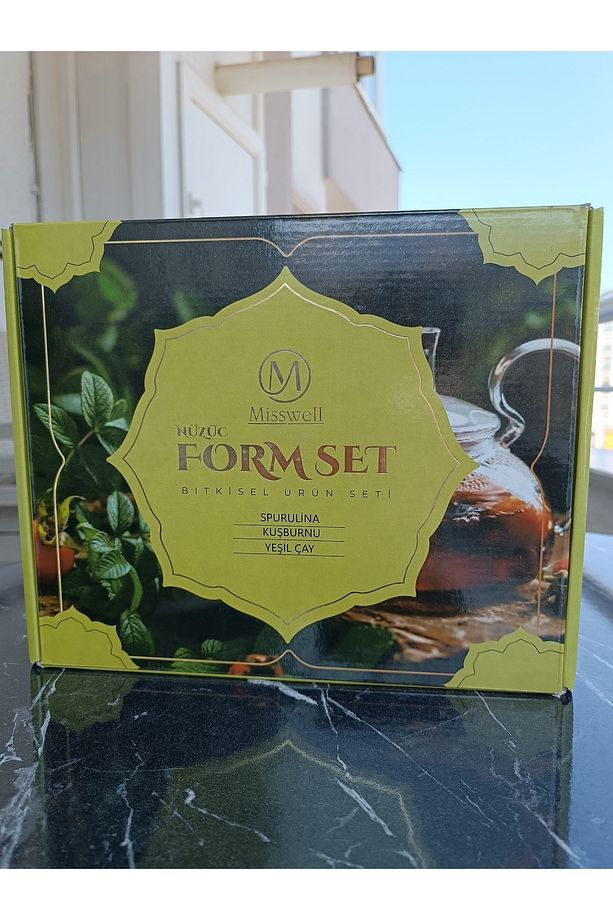 M
Misswell
NÜZÜC
FORM SET
BİTKİSEL ÜRÜN SETİ
SPURULİNA
KUŞBURNU
YEŞİL ÇAY